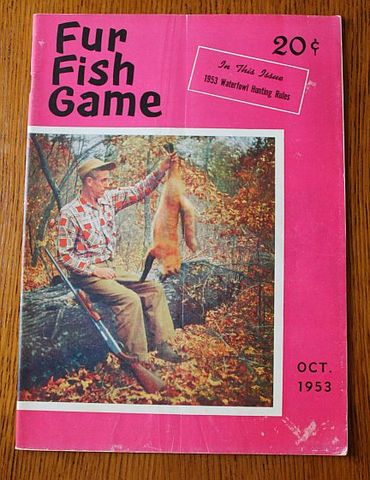 Fur
Fish
Game
20¢
In This Issue
1953 Waterfowl Hunting Rules
OCT.
1953